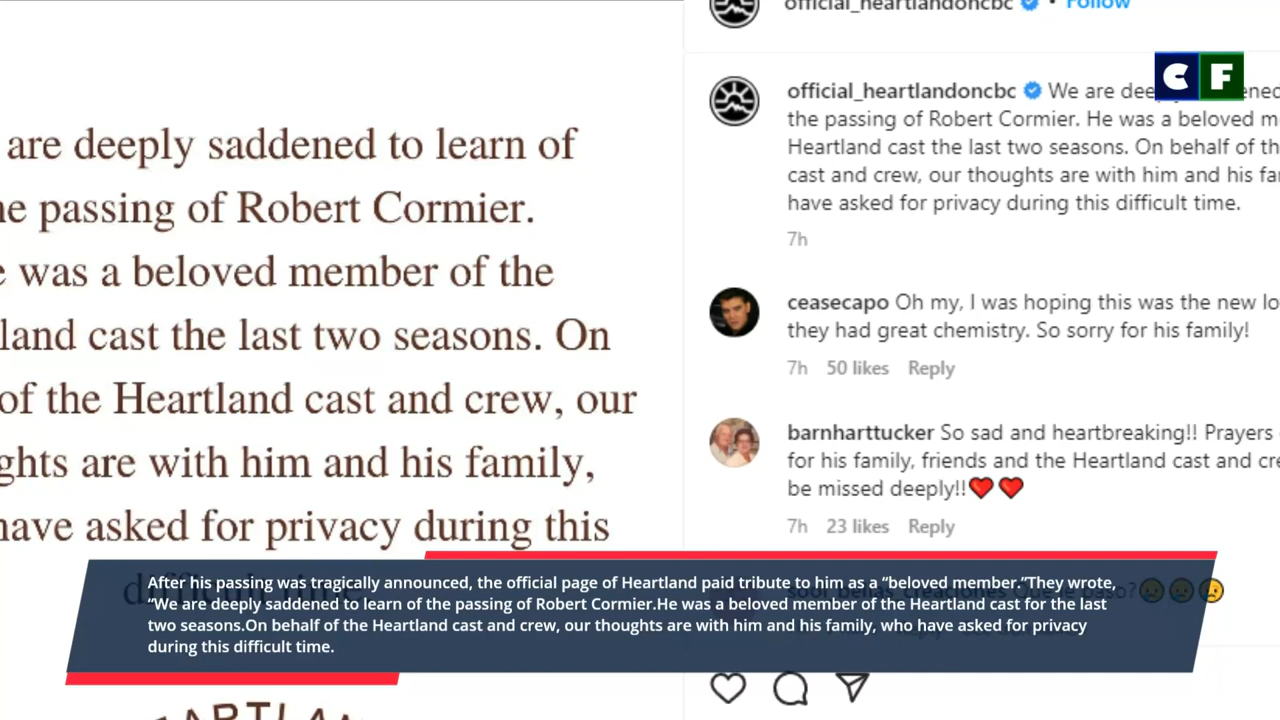 are deeply saddened to learn of
passing of Robert Cormier.
was a beloved member of the
land cast the last two seasons. On
of the Heartland cast and crew, our
ghts are with him and his family,
have asked for privacy during this
official_heartlandoncbc • Follow
C F
official_heartlandoncbc We are dee
the passing of Robert Cormier. He was a beloved m
Heartland cast the last two seasons. On behalf of th
cast and crew, our thoughts are with him and his fa
have asked for privacy during this difficult time.
7h
ceasecapo Oh my, I was hoping this was the new lo
they had great chemistry. So sorry for his family!
7h 50 likes Reply
barnharttucker So sad and heartbreaking!! Prayers
for his family, friends and the Heartland cast and cre
be missed deeply!!❤️❤️
7h 23 likes Reply
After his passing was tragically announced, the official page of Heartland paid tribute to him as a “beloved member.”They wrote,
“We are deeply saddened to learn of the passing of Robert Cormier.He was a beloved member of the Heartland cast for the last
two seasons.On behalf of the Heartland cast and crew, our thoughts are with him and his family, who have asked for privacy
during this difficult time.